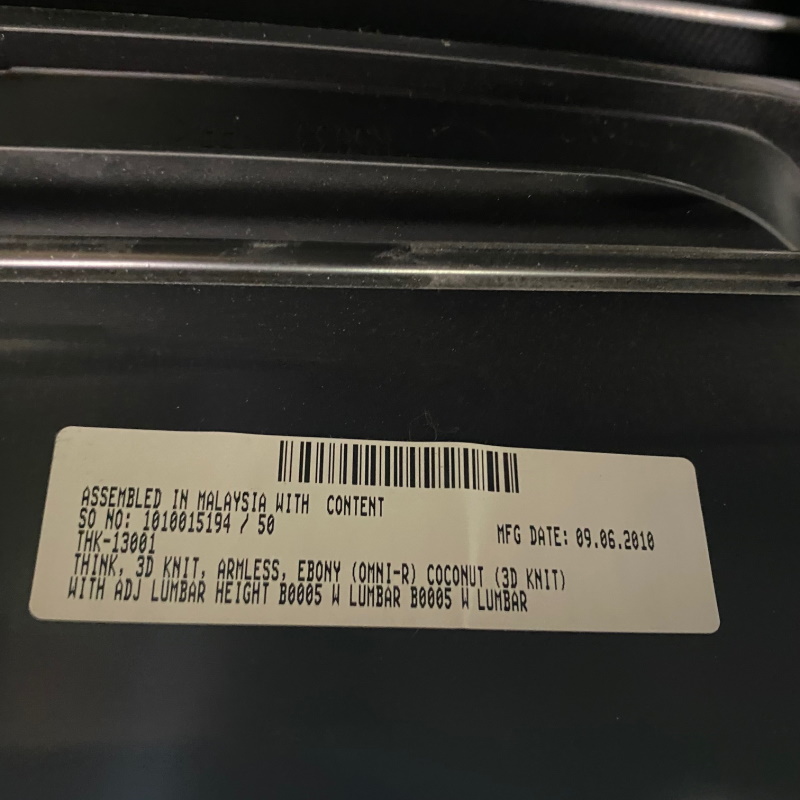 ASSEMBLED IN MALAYSIA WITH CONTENT
SO NO: 1010015194 / 50
MFG DATE: 09.06.2010
THK-13001
THINK, 3D KNIT, ARMLESS, EBONY (OMNI-R) COCONUT (3D KNIT)
WITH ADJ LUMBAR HEIGHT B0005 W LUMBAR B0005 W LUMBAR